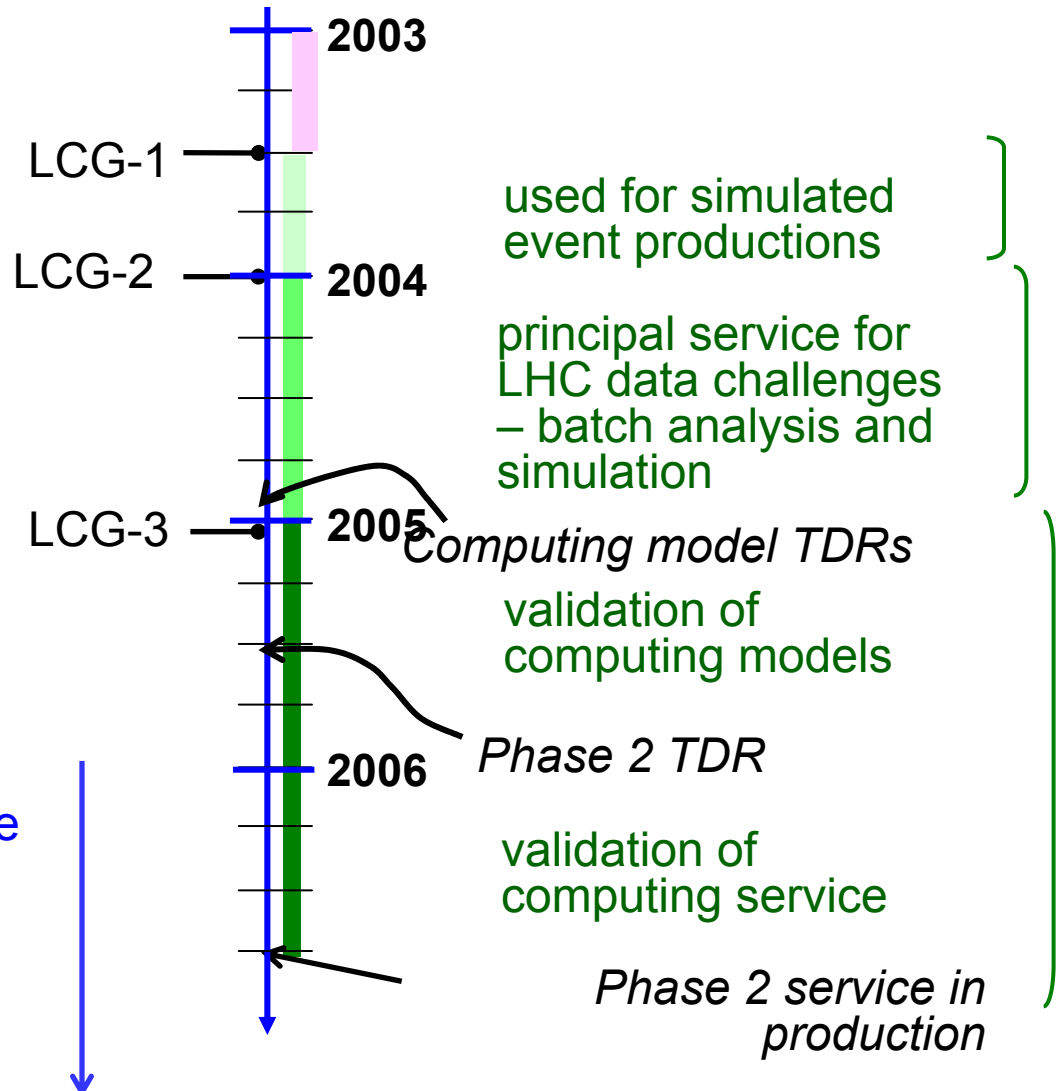 2003
LCG-1
used for simulated
event productions
LCG-2
2004
principal service for
LHC data challenges
– batch analysis and
simulation
LCG-3
2005
Computing model TDRs
validation of
computing models
Phase 2 TDR
2006
e
validation of
computing service
Phase 2 service in
production